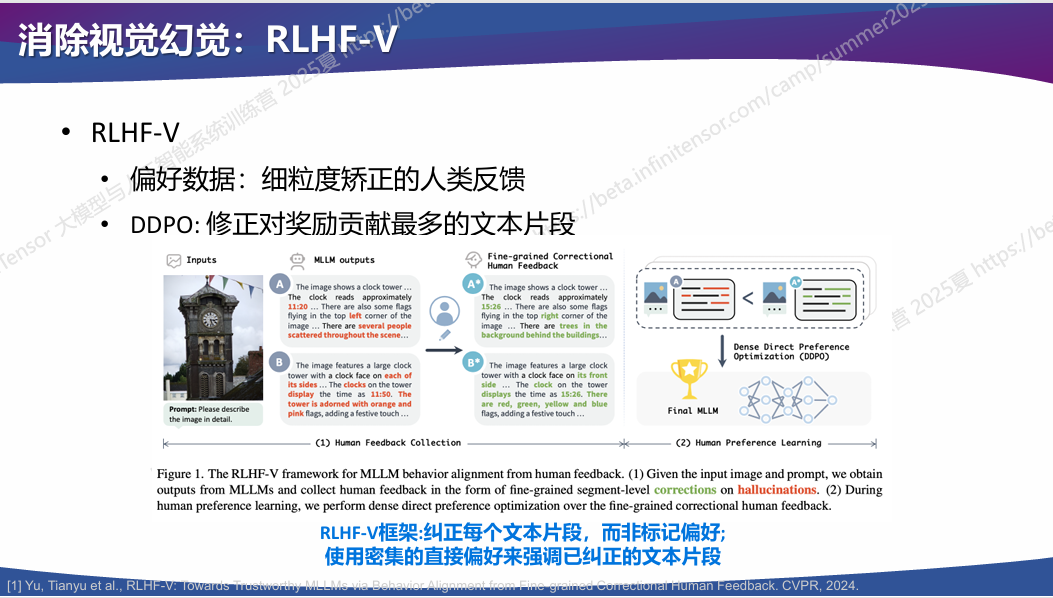 消除视觉幻觉：RLHF-V
• RLHF-V
• 偏好数据：细粒度矫正的人类反馈
• DDPO: 修正对奖励贡献最多的文本片段
Inputs
Prompt: Please describe
the image in detail.
MLLM outputs
A
The image shows a clock tower …
The clock reads approximately
11:20 … There are also some flags
flying in the top left corner of the
image … There are several people
scattered throughout the scene…
B
The image features a large clock
tower with a clock face on each of
its sides … The clocks on the tower
display the time as 11:50. The
tower is adorned with orange and
pink flags, adding a festive touch …
Fine-grained Correctional
Human Feedback
A*
The image shows a clock tower …
The clock reads approximately
15:26 … There are also some flags
flying in the top right corner of the
image … There are trees in the
background behind the buildings…
B*
The image features a large clock
tower with a clock face on its front
side … The clock on the tower
displays the time as 15:26. There
are red, green, yellow and blue
flags, adding a festive touch …
A
<
A*
Dense Direct Preference
Optimization (DDPO)
Final MLLM
(1) Human Feedback Collection
(2) Human Preference Learning
Figure 1. The RLHF-V framework for MLLM behavior alignment from human feedback. (1) Given the input image and prompt, we obtain
outputs from MLLMs and collect human feedback in the form of fine-grained segment-level corrections on hallucinations. (2) During
human preference learning, we perform dense direct preference optimization over the fine-grained correctional human feedback.
RLHF-V框架:纠正每个文本片段，而非标记偏好;
使用密集的直接偏好来强调已纠正的文本片段
[1] Yu, Tianyu et al., RLHF-V: Towards Trustworthy MLLMs via Behavior Alignment from Fine-grained Correctional Human Feedback. CVPR, 2024.
2025夏 https://beta.infinitensor.com/camp/summer2025